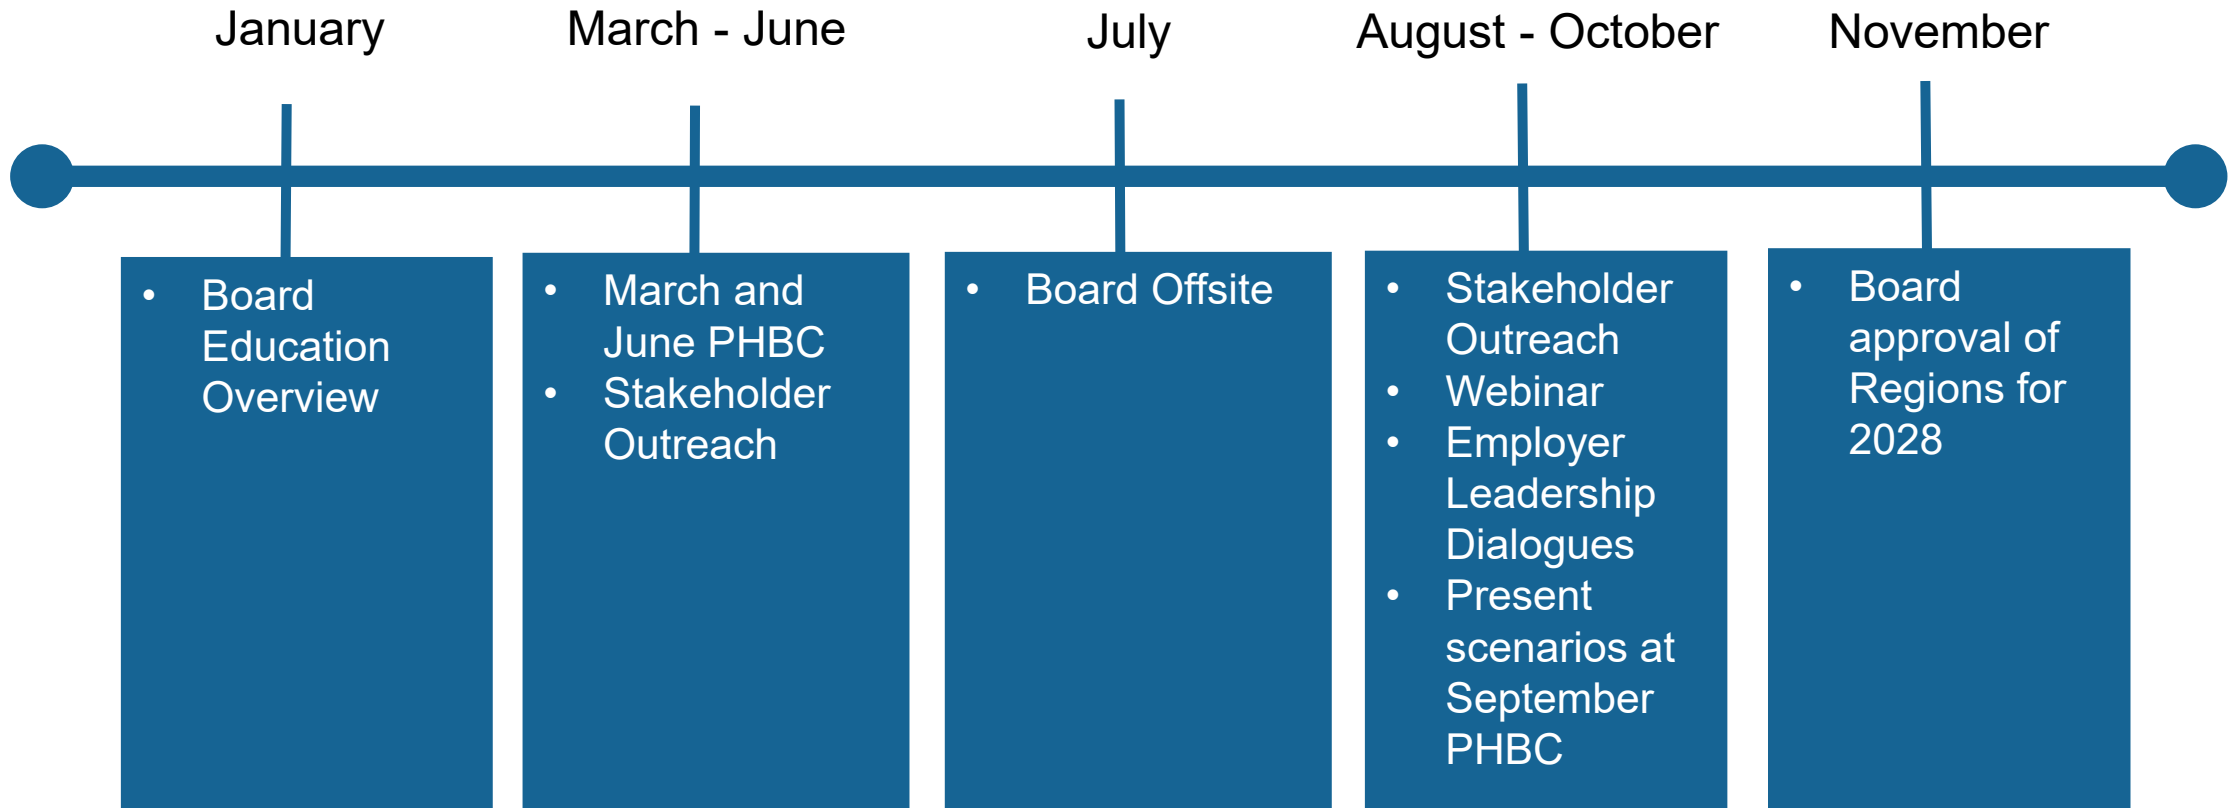 January
March - June
July
August - October
November
• Board
Education
Overview
• March and
June PHBC
• Stakeholder
Outreach
• Board Offsite
• Stakeholder
Outreach
• Webinar
• Employer
Leadership
Dialogues
• Present
scenarios at
September
PHBC
• Board
approval of
Regions for
2028